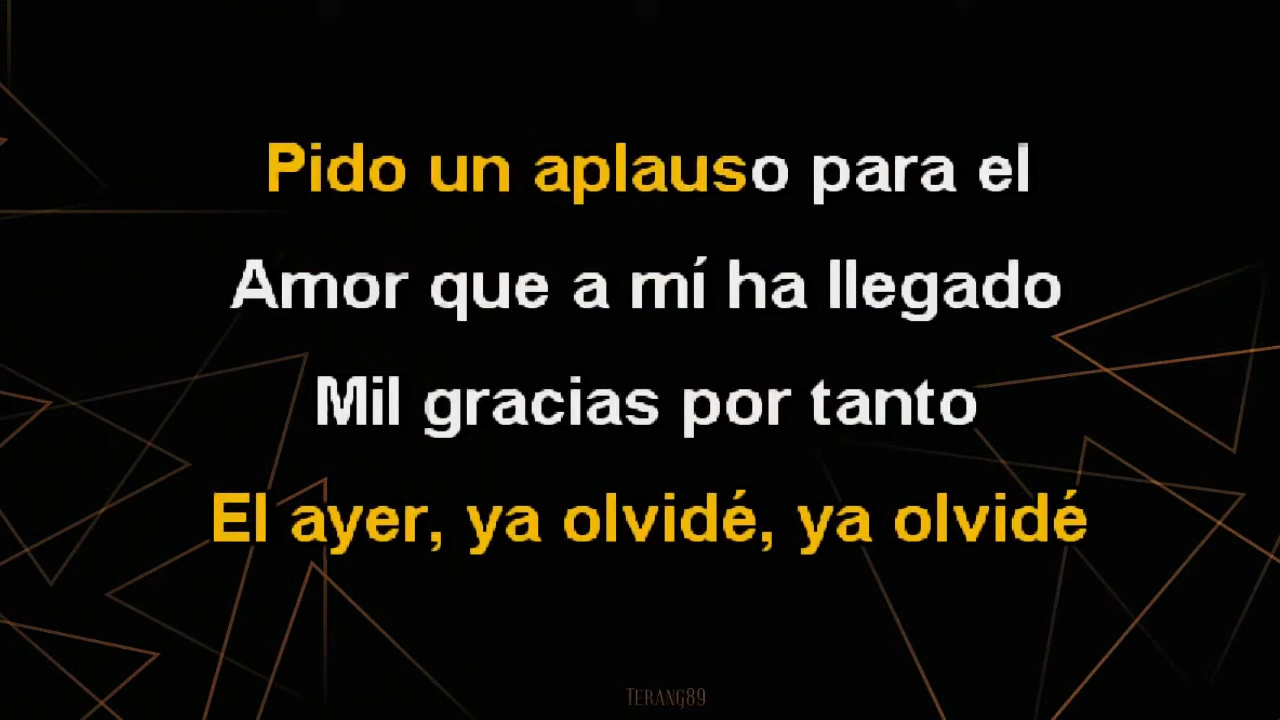 Pido un aplauso para el
Amor que a mí ha llegado
Mil gracias por tanto
El ayer, ya olvidé, ya olvidé
Terang89